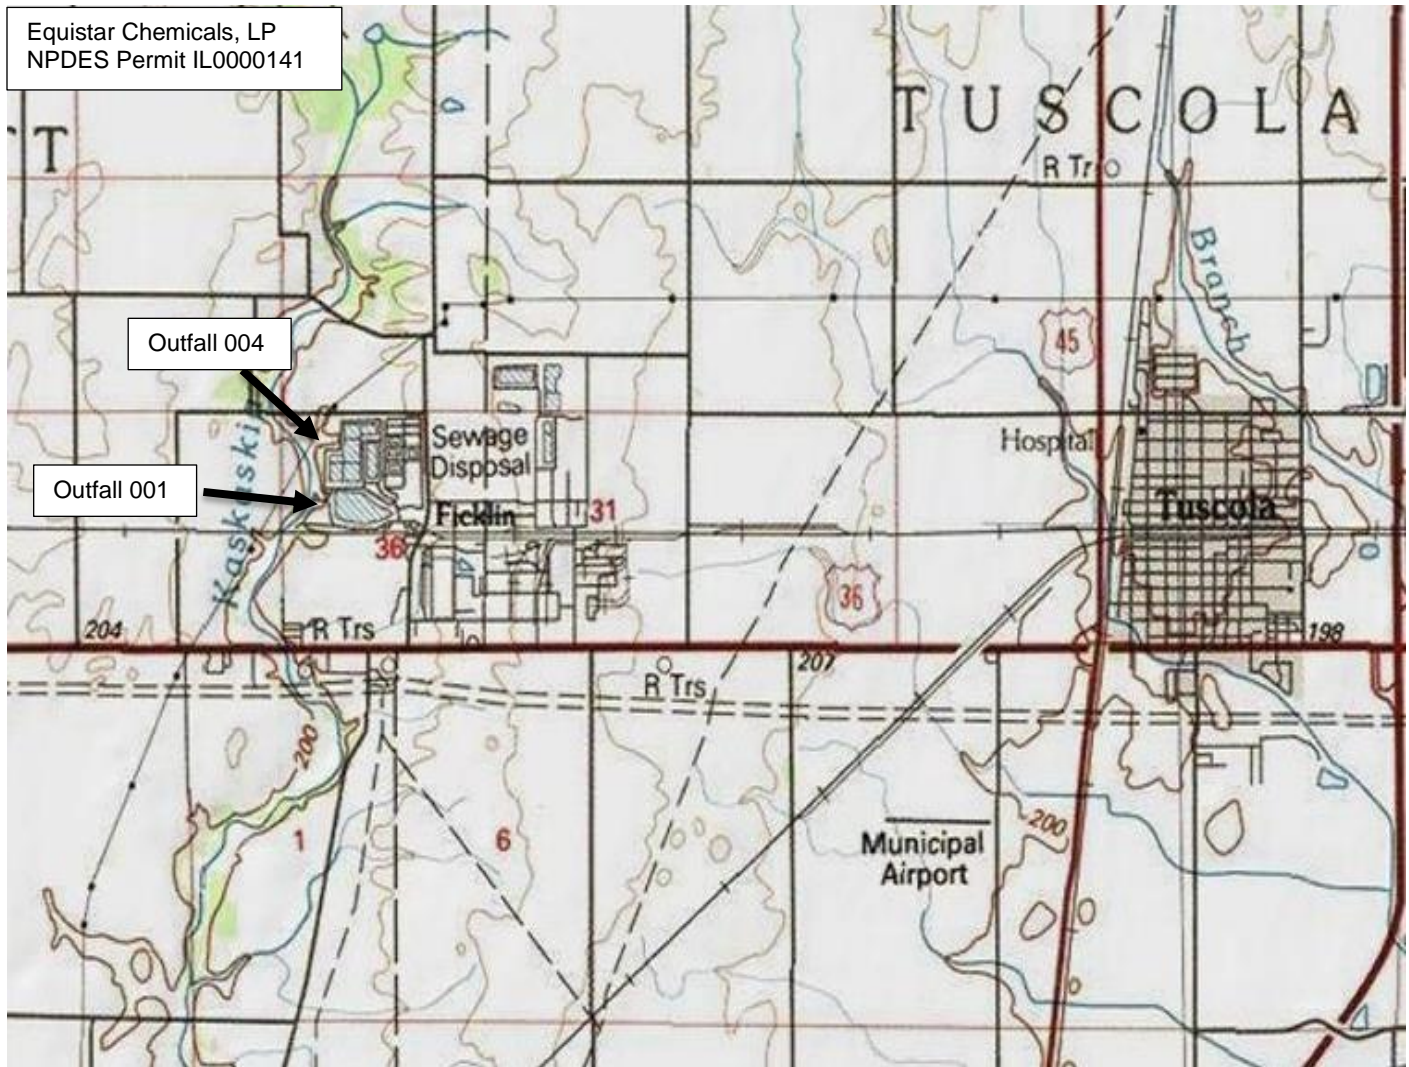 Equistar Chemicals, LP
NPDES Permit IL0000141
T
TUSCOLA
R Tr
Branch
45
Outfall 004
Kaskaskia
Sewage
Disposal
Hospital
Outfall 001
Ficklin
31
Tuscola
36
36
204
R Trs
198
207
R Trs
200
1
6
Municipal
Airport
200